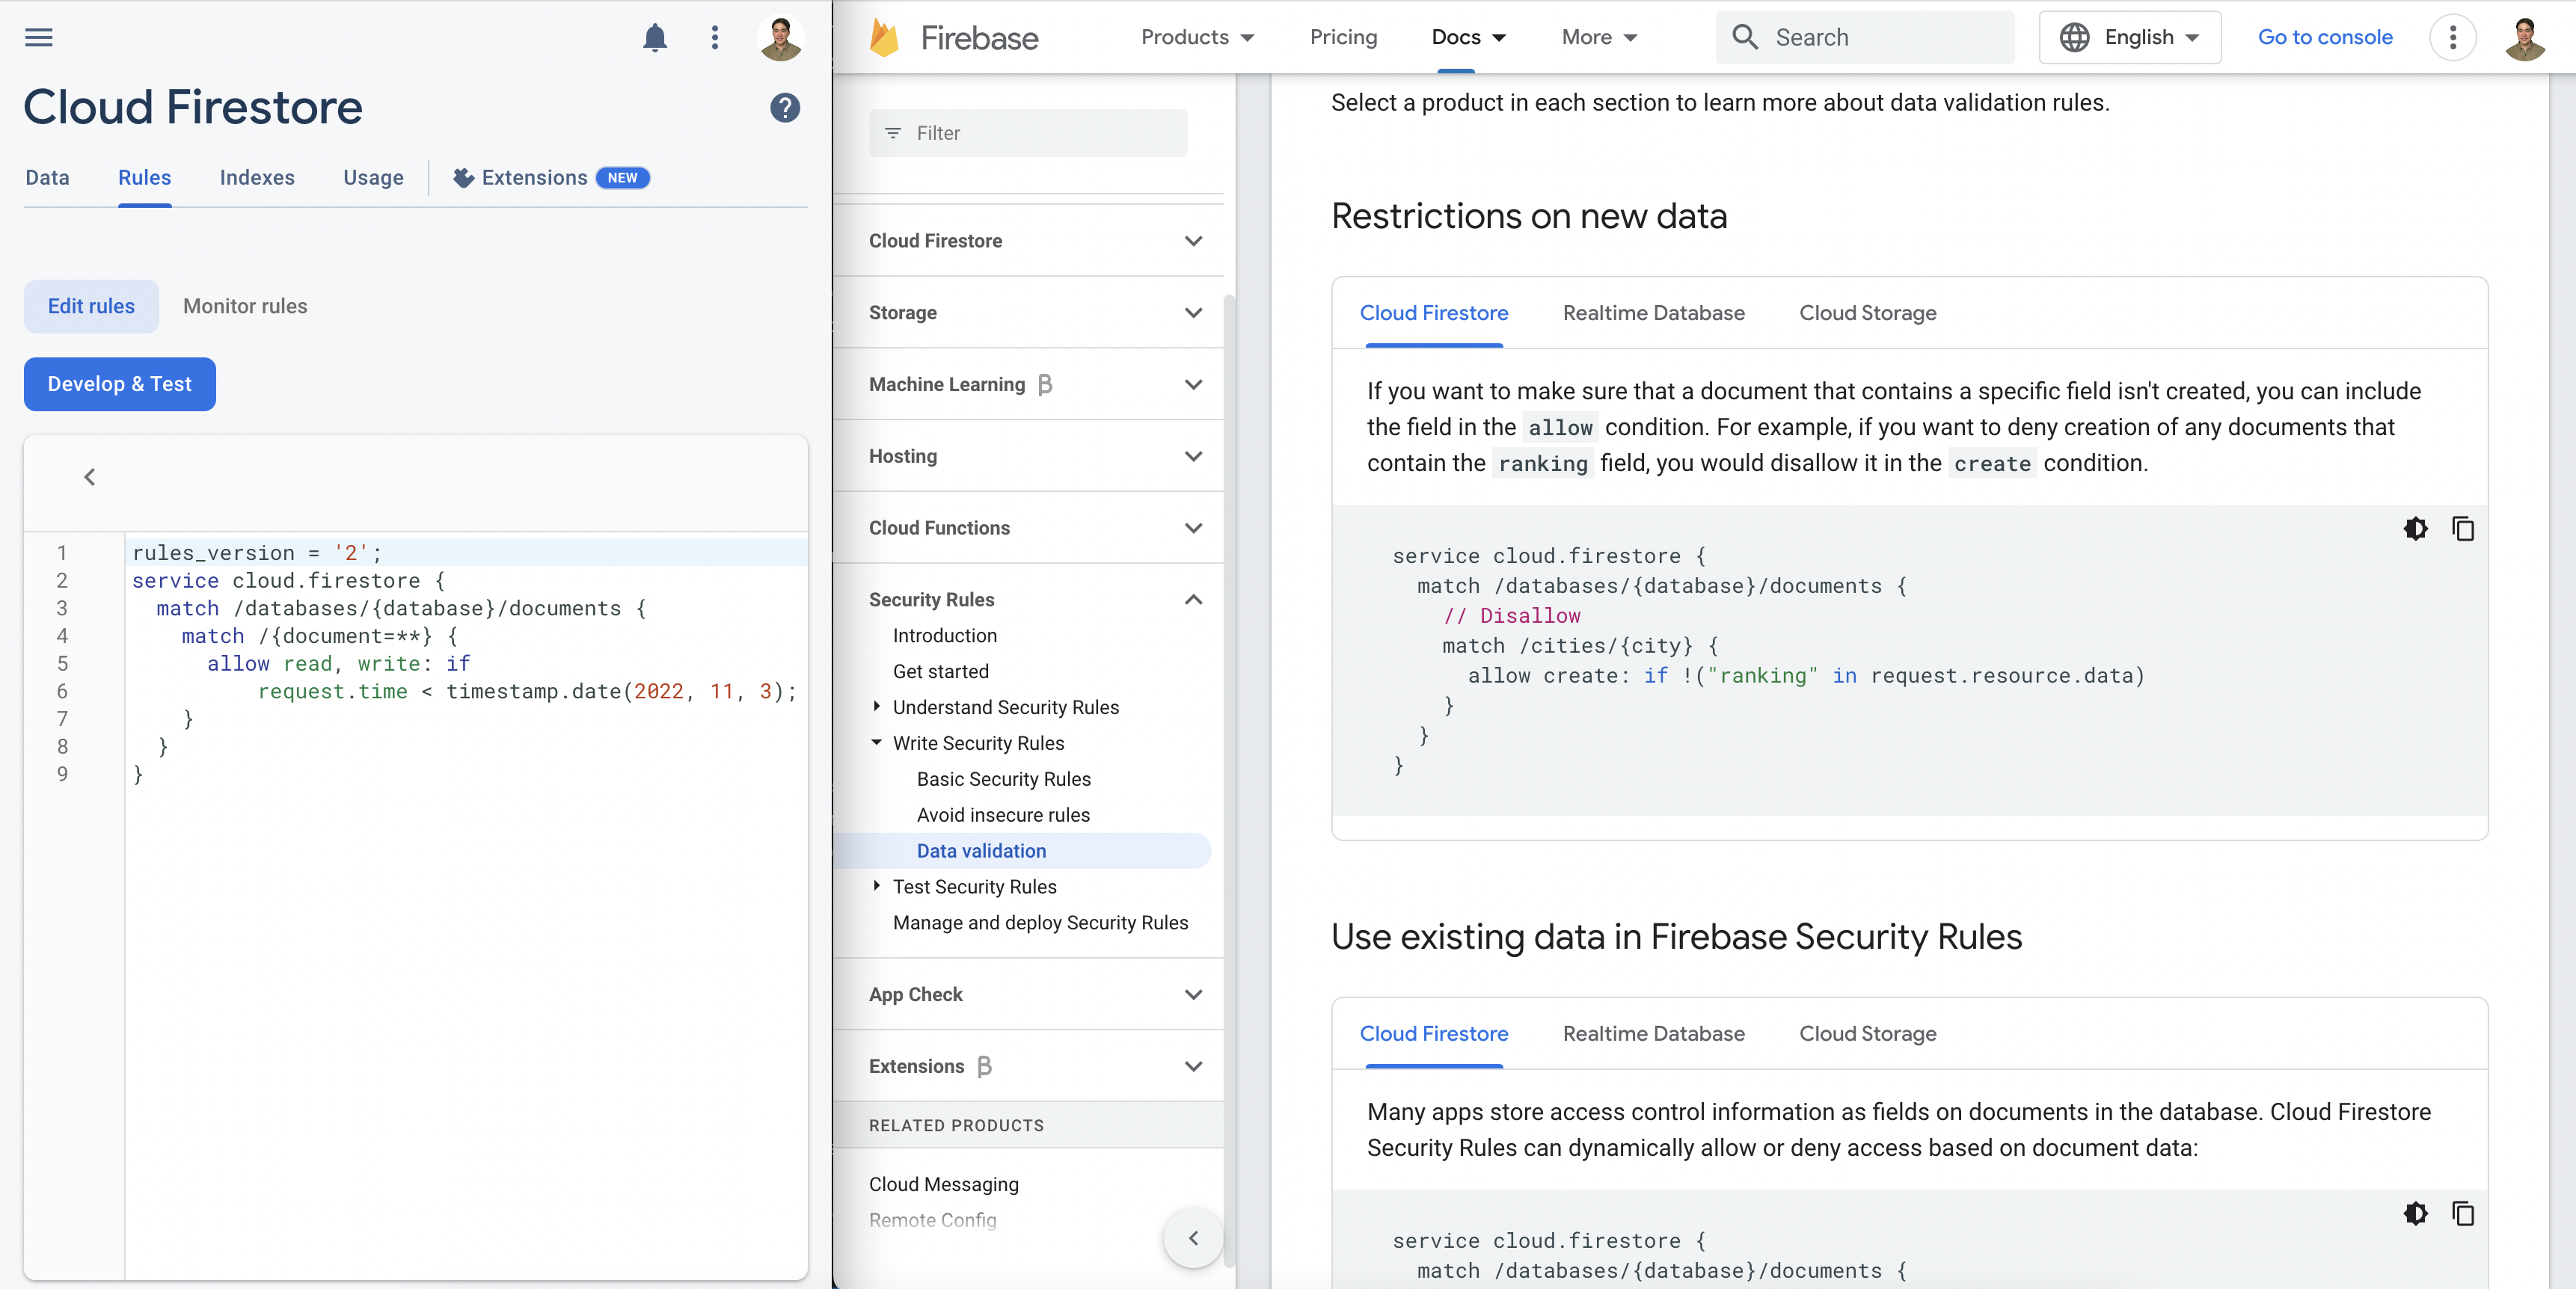 Cloud Firestore
Data Rules Indexes Usage Extensions NEW
Edit rules Monitor rules
Develop & Test
1 rules_version = '2';
2 service cloud.firestore {
3   match /databases/{database}/documents {
4     match /{document=**} {
5       allow read, write: if
6           request.time < timestamp.date(2022, 11, 3);
7     }
8   }
9 }
Firebase Products Pricing Docs More Search English Go to console
Filter
Cloud Firestore
Storage
Machine Learning β
Hosting
Cloud Functions
Security Rules
Introduction
Get started
Understand Security Rules
Write Security Rules
Basic Security Rules
Avoid insecure rules
Data validation
Test Security Rules
Manage and deploy Security Rules
App Check
Extensions β
RELATED PRODUCTS
Cloud Messaging
Remote Config
Select a product in each section to learn more about data validation rules.
Restrictions on new data
Cloud Firestore Realtime Database Cloud Storage
If you want to make sure that a document that contains a specific field isn't created, you can include
the field in the allow condition. For example, if you want to deny creation of any documents that
contain the ranking field, you would disallow it in the create condition.
service cloud.firestore {
  match /databases/{database}/documents {
    // Disallow
    match /cities/{city} {
      allow create: if !("ranking" in request.resource.data)
    }
  }
}
Use existing data in Firebase Security Rules
Cloud Firestore Realtime Database Cloud Storage
Many apps store access control information as fields on documents in the database. Cloud Firestore
Security Rules can dynamically allow or deny access based on document data:
service cloud.firestore {
  match /databases/{database}/documents {